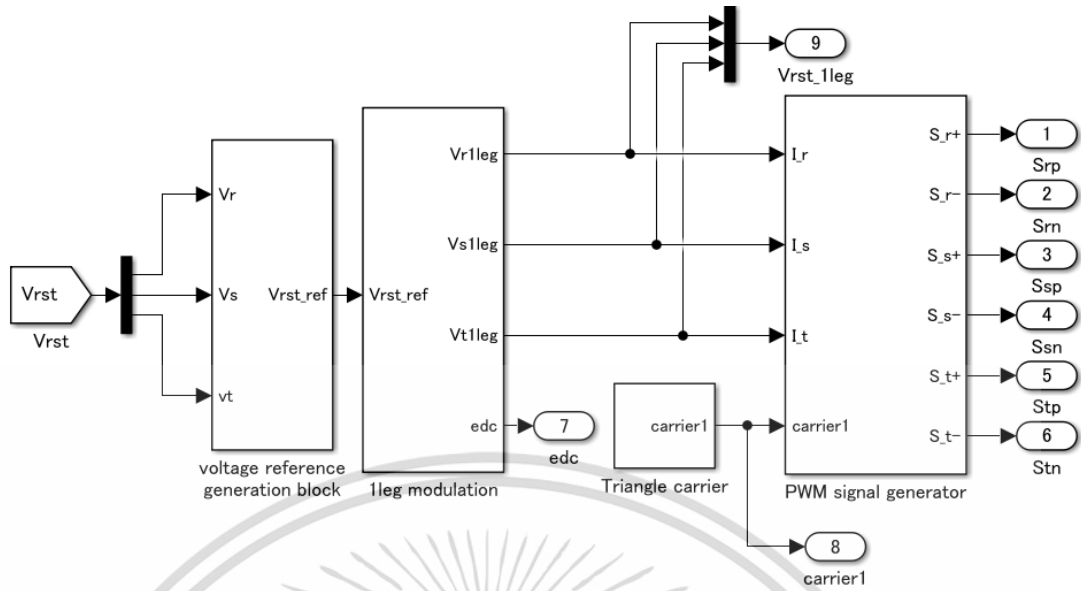 9
Vrst_1leg
Vrst
Vrst
Vr
Vs
vt
Vrst_ref
voltage reference
generation block
Vrst_ref
Vr1leg
Vs1leg
Vt1leg
edc
1leg modulation
7
edc
carrier1
Triangle carrier
I_r
I_s
I_t
carrier1
S_r+
S_r-
S_s+
S_s-
S_t+
S_t-
PWM signal generator
1
Srp
2
Srn
3
Ssp
4
Ssn
5
Stp
6
Stn
8
carrier1